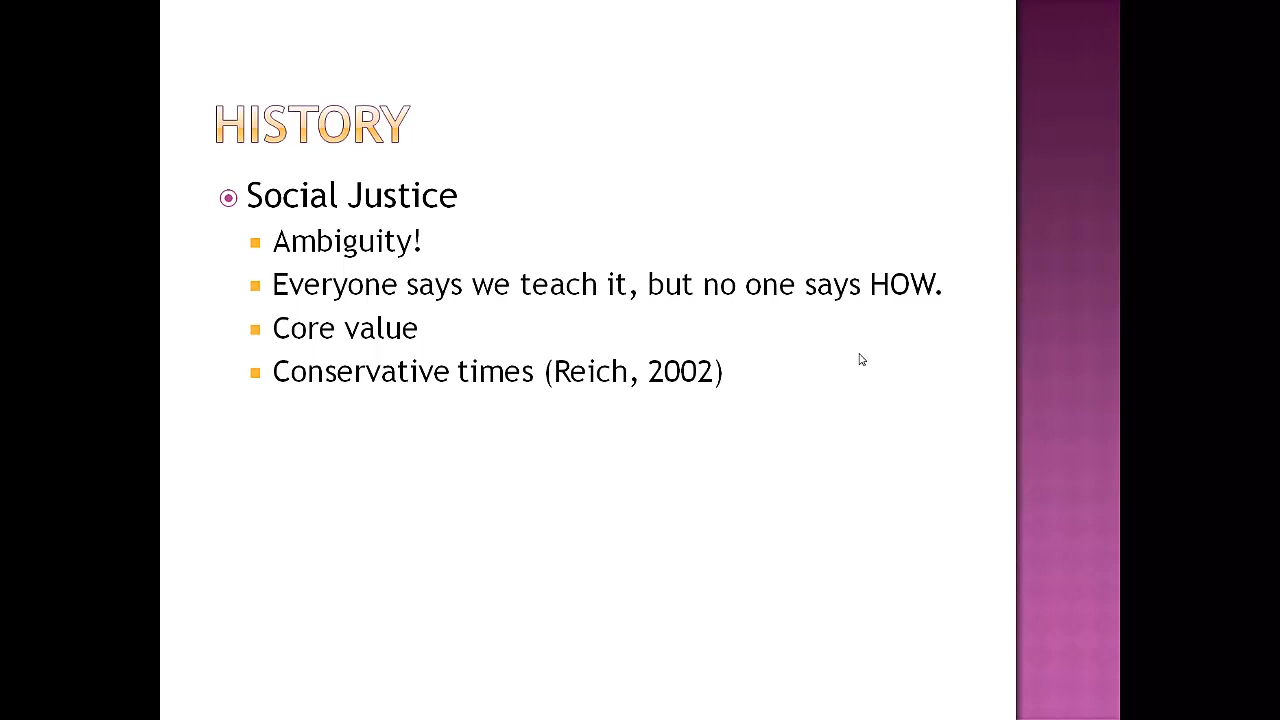 HISTORY
Social Justice
Ambiguity!
Everyone says we teach it, but no one says HOW.
Core value
Conservative times (Reich, 2002)